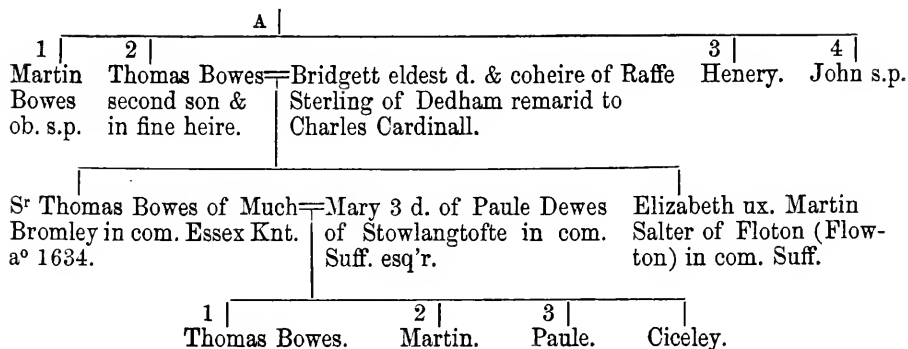 A
1 2 3 4
Martin Thomas Bowes=Bridgett eldest d. & coheire of Raffe Henery. John s.p.
Bowes second son & Sterling of Dedham remarid to
ob. s.p. in fine heire. Charles Cardinall.
Sr Thomas Bowes of Much=Mary 3 d. of Paule Dewes Elizabeth ux. Martin
Bromley in com. Essex Knt. of Stowlangtofte in com. Salter of Floton (Flow-
ao 1634. Suff. esq'r. ton) in com. Suff.
1 2 3
Thomas Bowes. Martin. Paule. Ciceley.